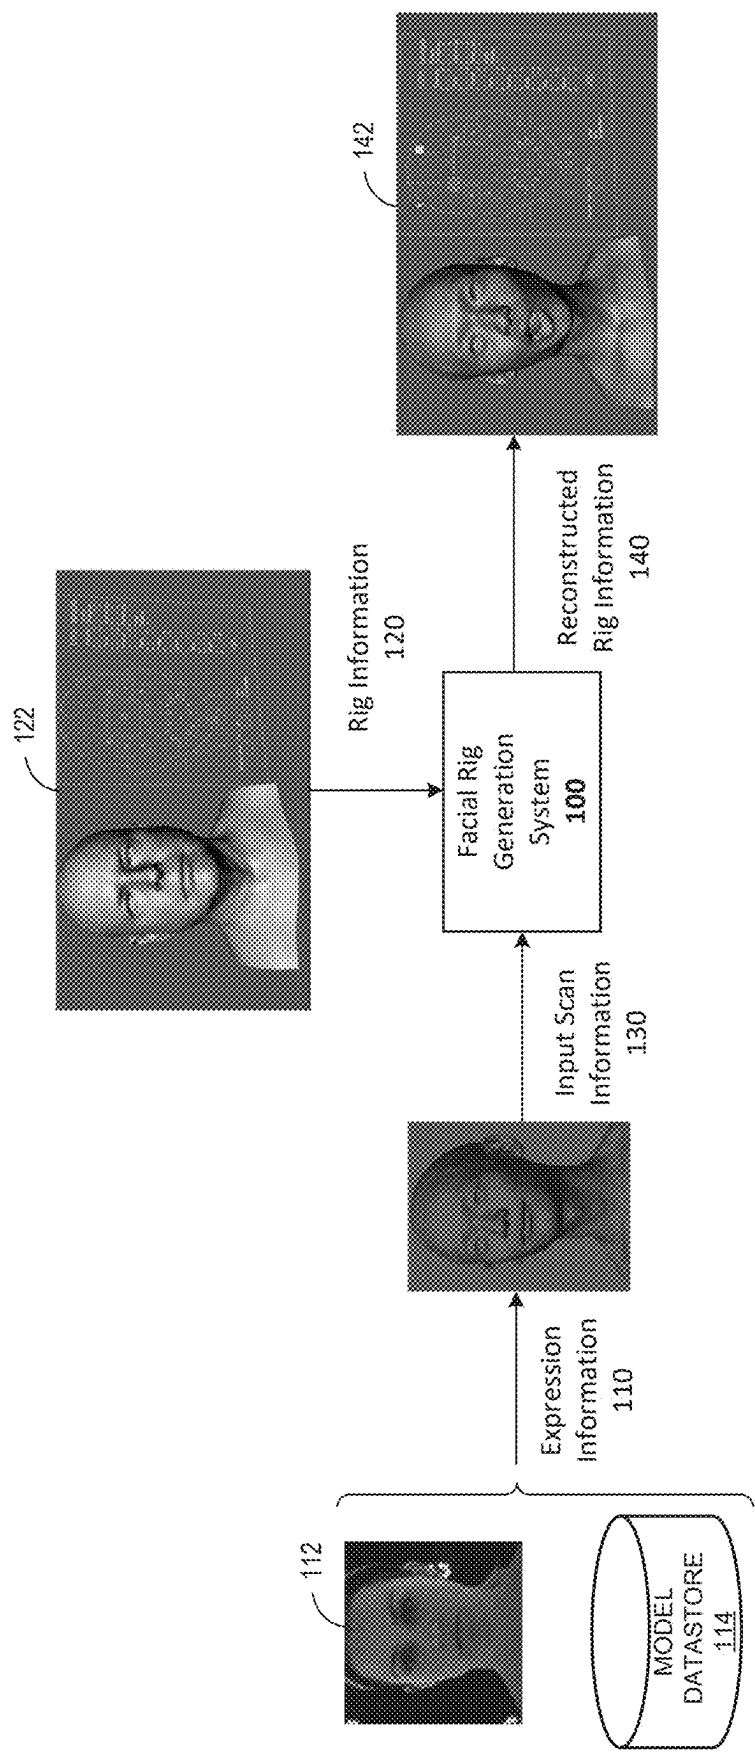 112
MODEL
DATASTORE
114
Expression
Information
110
Input Scan
Information
130
122
Rig Information
120
Facial Rig
Generation
System
100
Reconstructed
Rig Information
140
142